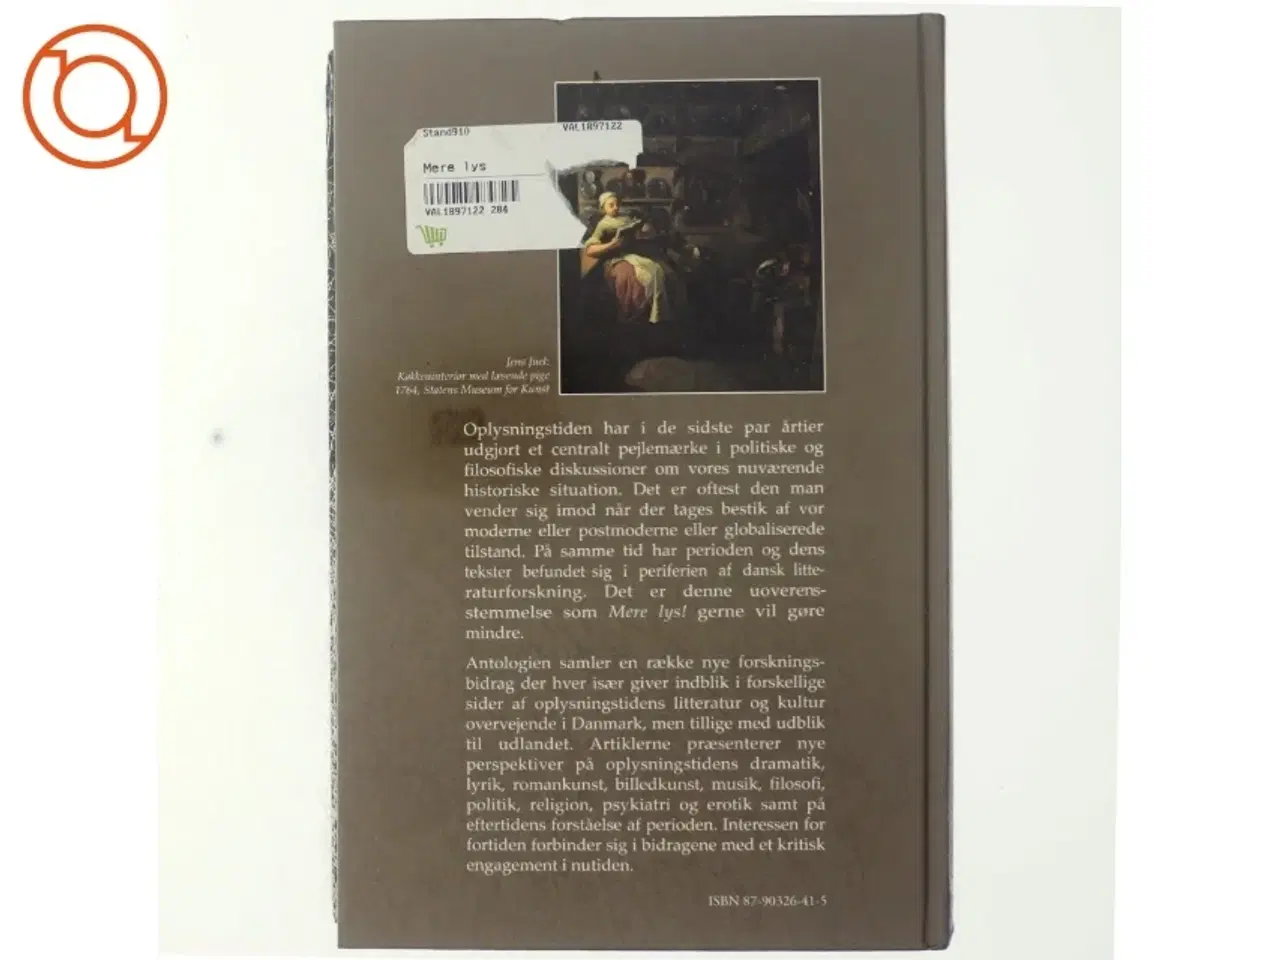 Stand910 VAL1897122
Mere lys
VAL1897122 284
Jens Juel:
Køkkeninteriør med læsende pige
1764, Statens Museum for Kunst
Oplysningstiden har i de sidste par årtier
udgjort et centralt pejlemærke i politiske og
filosofiske diskussioner om vores nuværende
historiske situation. Det er oftest den man
vender sig imod når der tages bestik af vor
moderne eller postmoderne eller globaliserede
tilstand. På samme tid har perioden og dens
tekster befundet sig i periferien af dansk litte-
raturforskning. Det er denne uoverens-
stemmelse som Mere lys! gerne vil gøre
mindre.
Antologien samler en række nye forsknings-
bidrag der hver især giver indblik i forskellige
sider af oplysningstidens litteratur og kultur
overvejende i Danmark, men tillige med udblik
til udlandet. Artiklerne præsenterer nye
perspektiver på oplysningstidens dramatik,
lyrik, romankunst, billedkunst, musik, filosofi,
politik, religion, psykiatri og erotik samt på
eftertidens forståelse af perioden. Interessen for
fortiden forbinder sig i bidragene med et kritisk
engagement i nutiden.
ISBN 87-90326-41-5